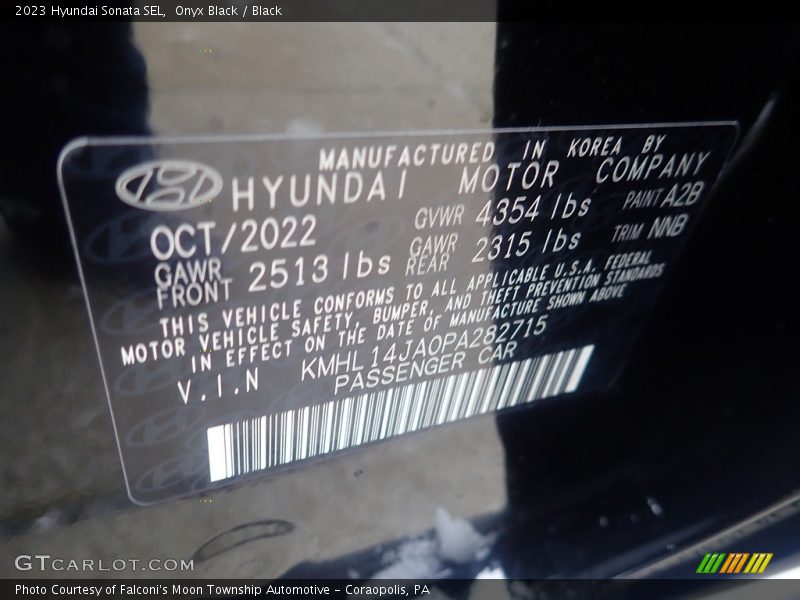 2023 Hyundai Sonata SEL, Onyx Black / Black
MANUFACTURED IN KOREA BY
HYUNDAI MOTOR COMPANY
OCT/2022 GVWR 4354 lbs PAINT A2B
GAWR FRONT 2513 lbs GAWR REAR 2315 lbs TRIM NNB
THIS VEHICLE CONFORMS TO ALL APPLICABLE U.S.A. FEDERAL
MOTOR VEHICLE SAFETY, BUMPER, AND THEFT PREVENTION STANDARDS
IN EFFECT ON THE DATE OF MANUFACTURE SHOWN ABOVE
V.I.N KMHL14JA0PA282715
PASSENGER CAR
GTCARLOT.COM
Photo Courtesy of Falconi's Moon Township Automotive - Coraopolis, PA